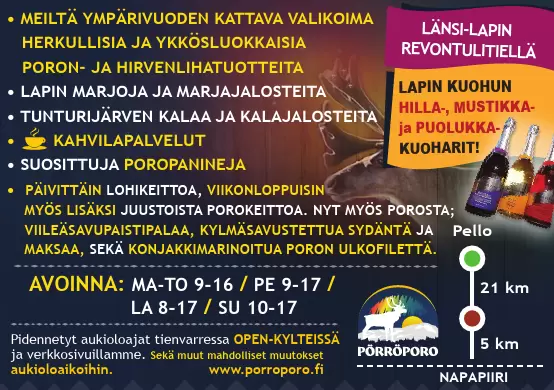 • MEILTÄ YMPÄRIVUODEN KATTAVA VALIKOIMA
HERKULLISIA JA YKKÖSLUOKKAISIA
PORON- JA HIRVENLIHATUOTTEITA
• LAPIN MARJOJA JA MARJAJALOSTEITA
• TUNTURIJÄRVEN KALAA JA KALAJALOSTEITA
• KAHVILAPALVELUT
• SUOSITTUJA POROPANINEJA
• PÄIVITTÄIN LOHIKEITTOA, VIIKONLOPPUISIN
MYÖS LISÄKSI JUUSTOISTA POROKEITTOA. NYT MYÖS POROSTA;
VIILEÄSAVUPAISTIPALAA, KYLMÄSAVUSTETTUA SYDÄNTÄ JA
MAKSAA, SEKÄ KONJAKKIMARINOITUA PORON ULKOFILETTÄ.
LÄNSI-LAPIN
REVONTULITIELLÄ
LAPIN KUOHUN
HILLA-, MUSTIKKA-
ja PUOLUKKA-
KUOHARIT!
AVOINNA: MA-TO 9-16 / PE 9-17 /
LA 8-17 / SU 10-17
Pidennetyt aukioloajat tienvarressa OPEN-KYLTEISSÄ
ja verkkosivuillamme. Sekä muut mahdolliset muutokset
aukioloaikoihin. www.porroporo.fi
PÖRRÖPORO
Pello
21 km
5 km
NAPAPIIRI